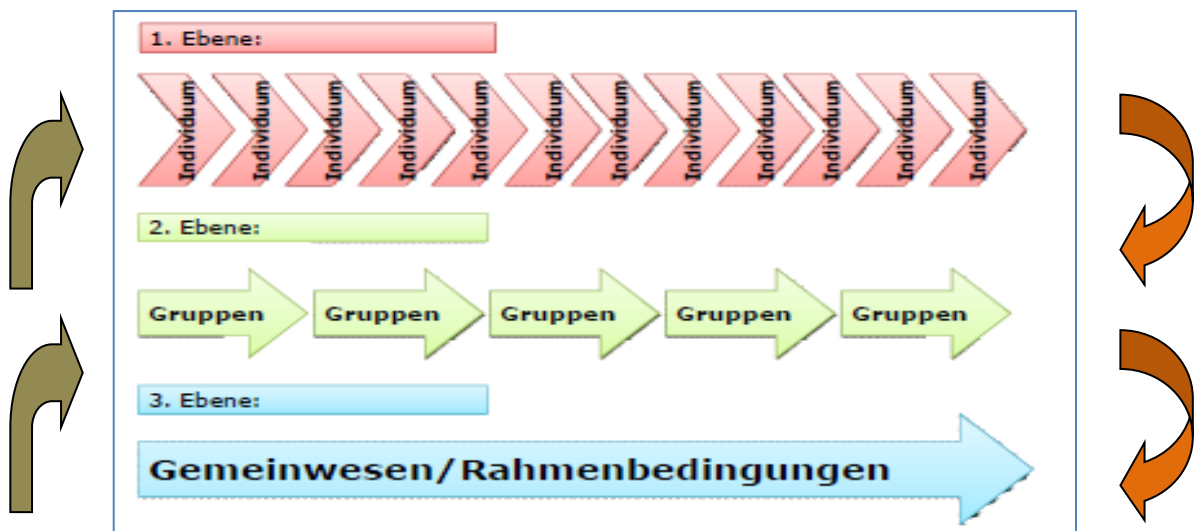 1. Ebene:
Individuum Individuum Individuum Individuum Individuum Individuum Individuum Individuum Individuum Individuum Individuum Individuum
2. Ebene:
Gruppen Gruppen Gruppen Gruppen Gruppen
3. Ebene:
Gemeinwesen/Rahmenbedingungen